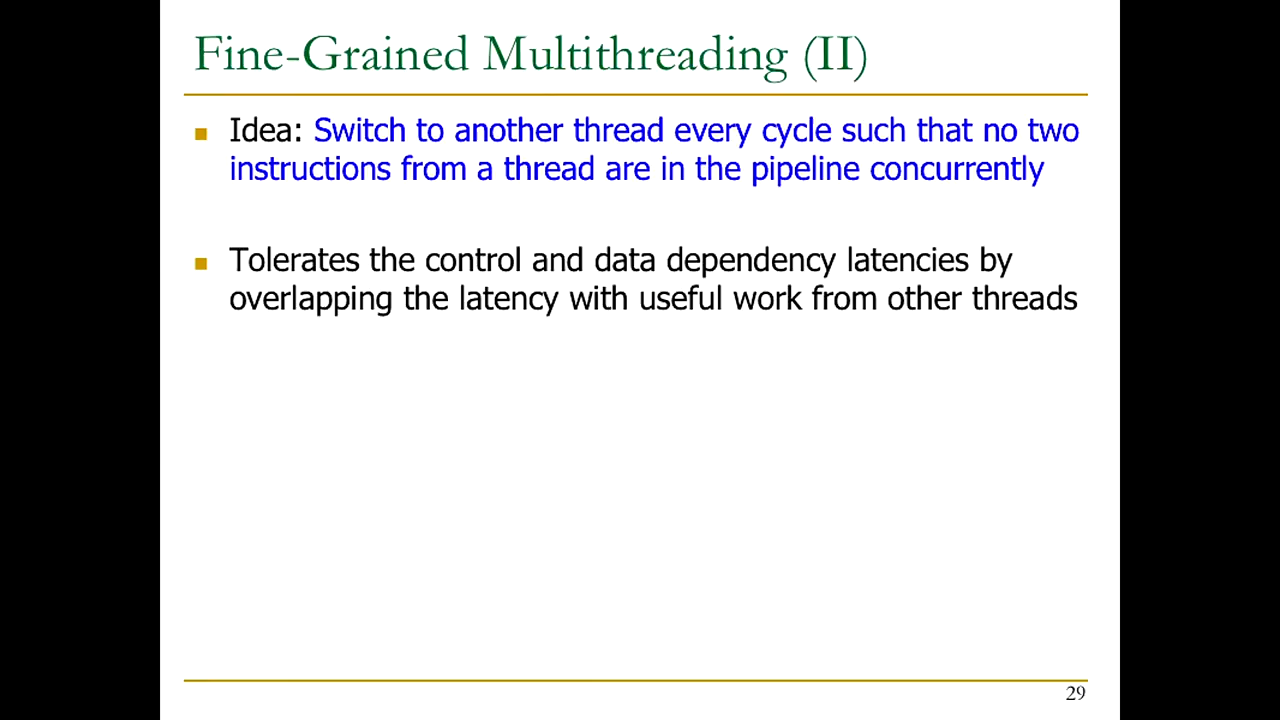 Fine-Grained Multithreading (II)
Idea: Switch to another thread every cycle such that no two
instructions from a thread are in the pipeline concurrently
Tolerates the control and data dependency latencies by
overlapping the latency with useful work from other threads
29